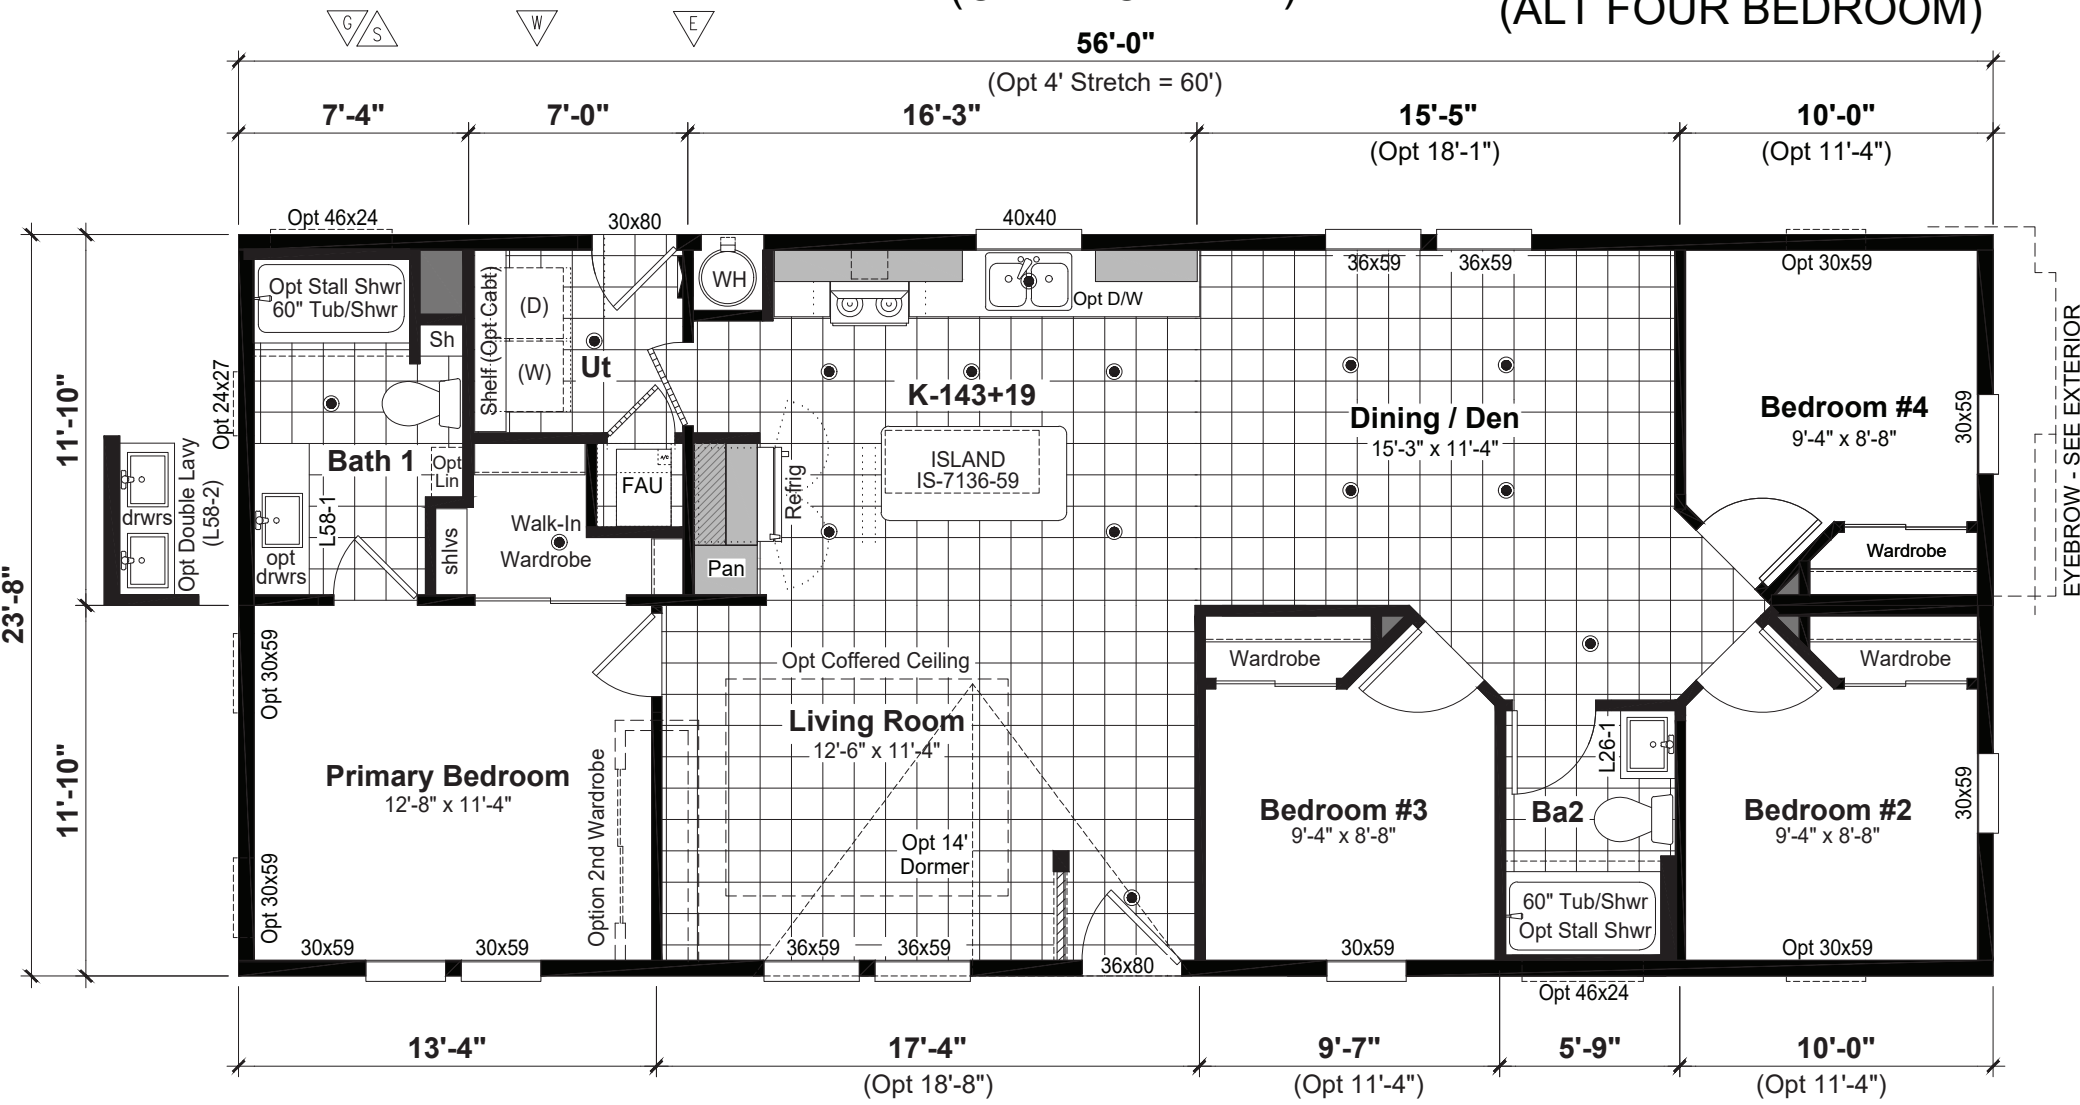 (ALT FOUR BEDROOM)
G
S
W
E
56'-0"
(Opt 4' Stretch = 60')
7'-4"
7'-0"
16'-3"
15'-5"
(Opt 18'-1")
10'-0"
(Opt 11'-4")
Opt 46x24
30x80
40x40
36x59
36x59
Opt 30x59
Opt Stall Shwr
60" Tub/Shwr
Sh
Shelf (Opt Cabt)
(D)
(W)
Ut
WH
Opt D/W
K-143+19
ISLAND
IS-7136-59
Refrig
Pan
FAU
Dining / Den
15'-3" x 11'-4"
Bedroom #4
9'-4" x 8'-8"
30x59
Wardrobe
EYEBROW - SEE EXTERIOR
23'-8"
11'-10"
11'-10"
Opt 24x27
Bath 1
Opt
Lin
L58-1
opt
drwrs
drwrs
Opt Double Lavy
(L58-2)
shlvs
Walk-In
Wardrobe
Opt 30x59
Opt 30x59
Primary Bedroom
12'-8" x 11'-4"
Option 2nd Wardrobe
30x59
30x59
Opt Coffered Ceiling
Living Room
12'-6" x 11'-4"
Opt 14'
Dormer
36x59
36x59
36x80
Wardrobe
Bedroom #3
9'-4" x 8'-8"
30x59
L26-1
Ba2
60" Tub/Shwr
Opt Stall Shwr
Opt 46x24
Wardrobe
Bedroom #2
9'-4" x 8'-8"
30x59
Opt 30x59
13'-4"
17'-4"
(Opt 18'-8")
9'-7"
(Opt 11'-4")
5'-9"
10'-0"
(Opt 11'-4")